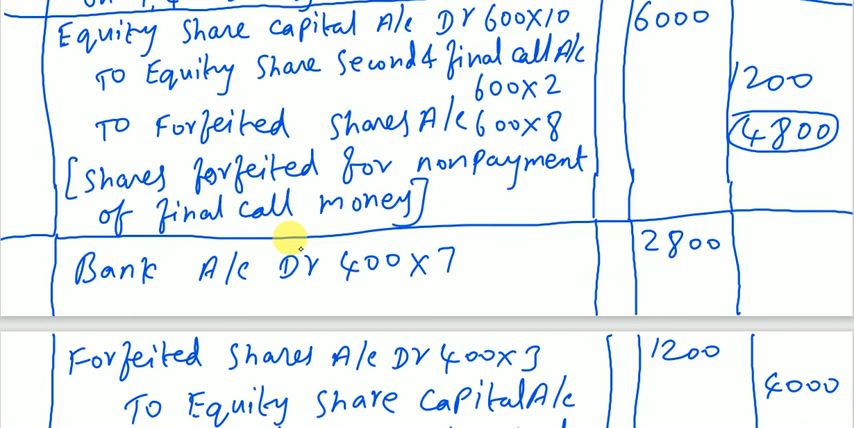 Equity Share Capital A/c Dr 600X10 6000
TO Equity Share Second & final call A/c
600X2 1200
TO Forfeited Shares A/c 600X8 4800
[Shares forfeited for nonpayment
of final call money]
Bank A/c Dr 400X7 2800
Forfeited Shares A/c Dr 400X3 1200
TO Equity Share Capital A/c 4000